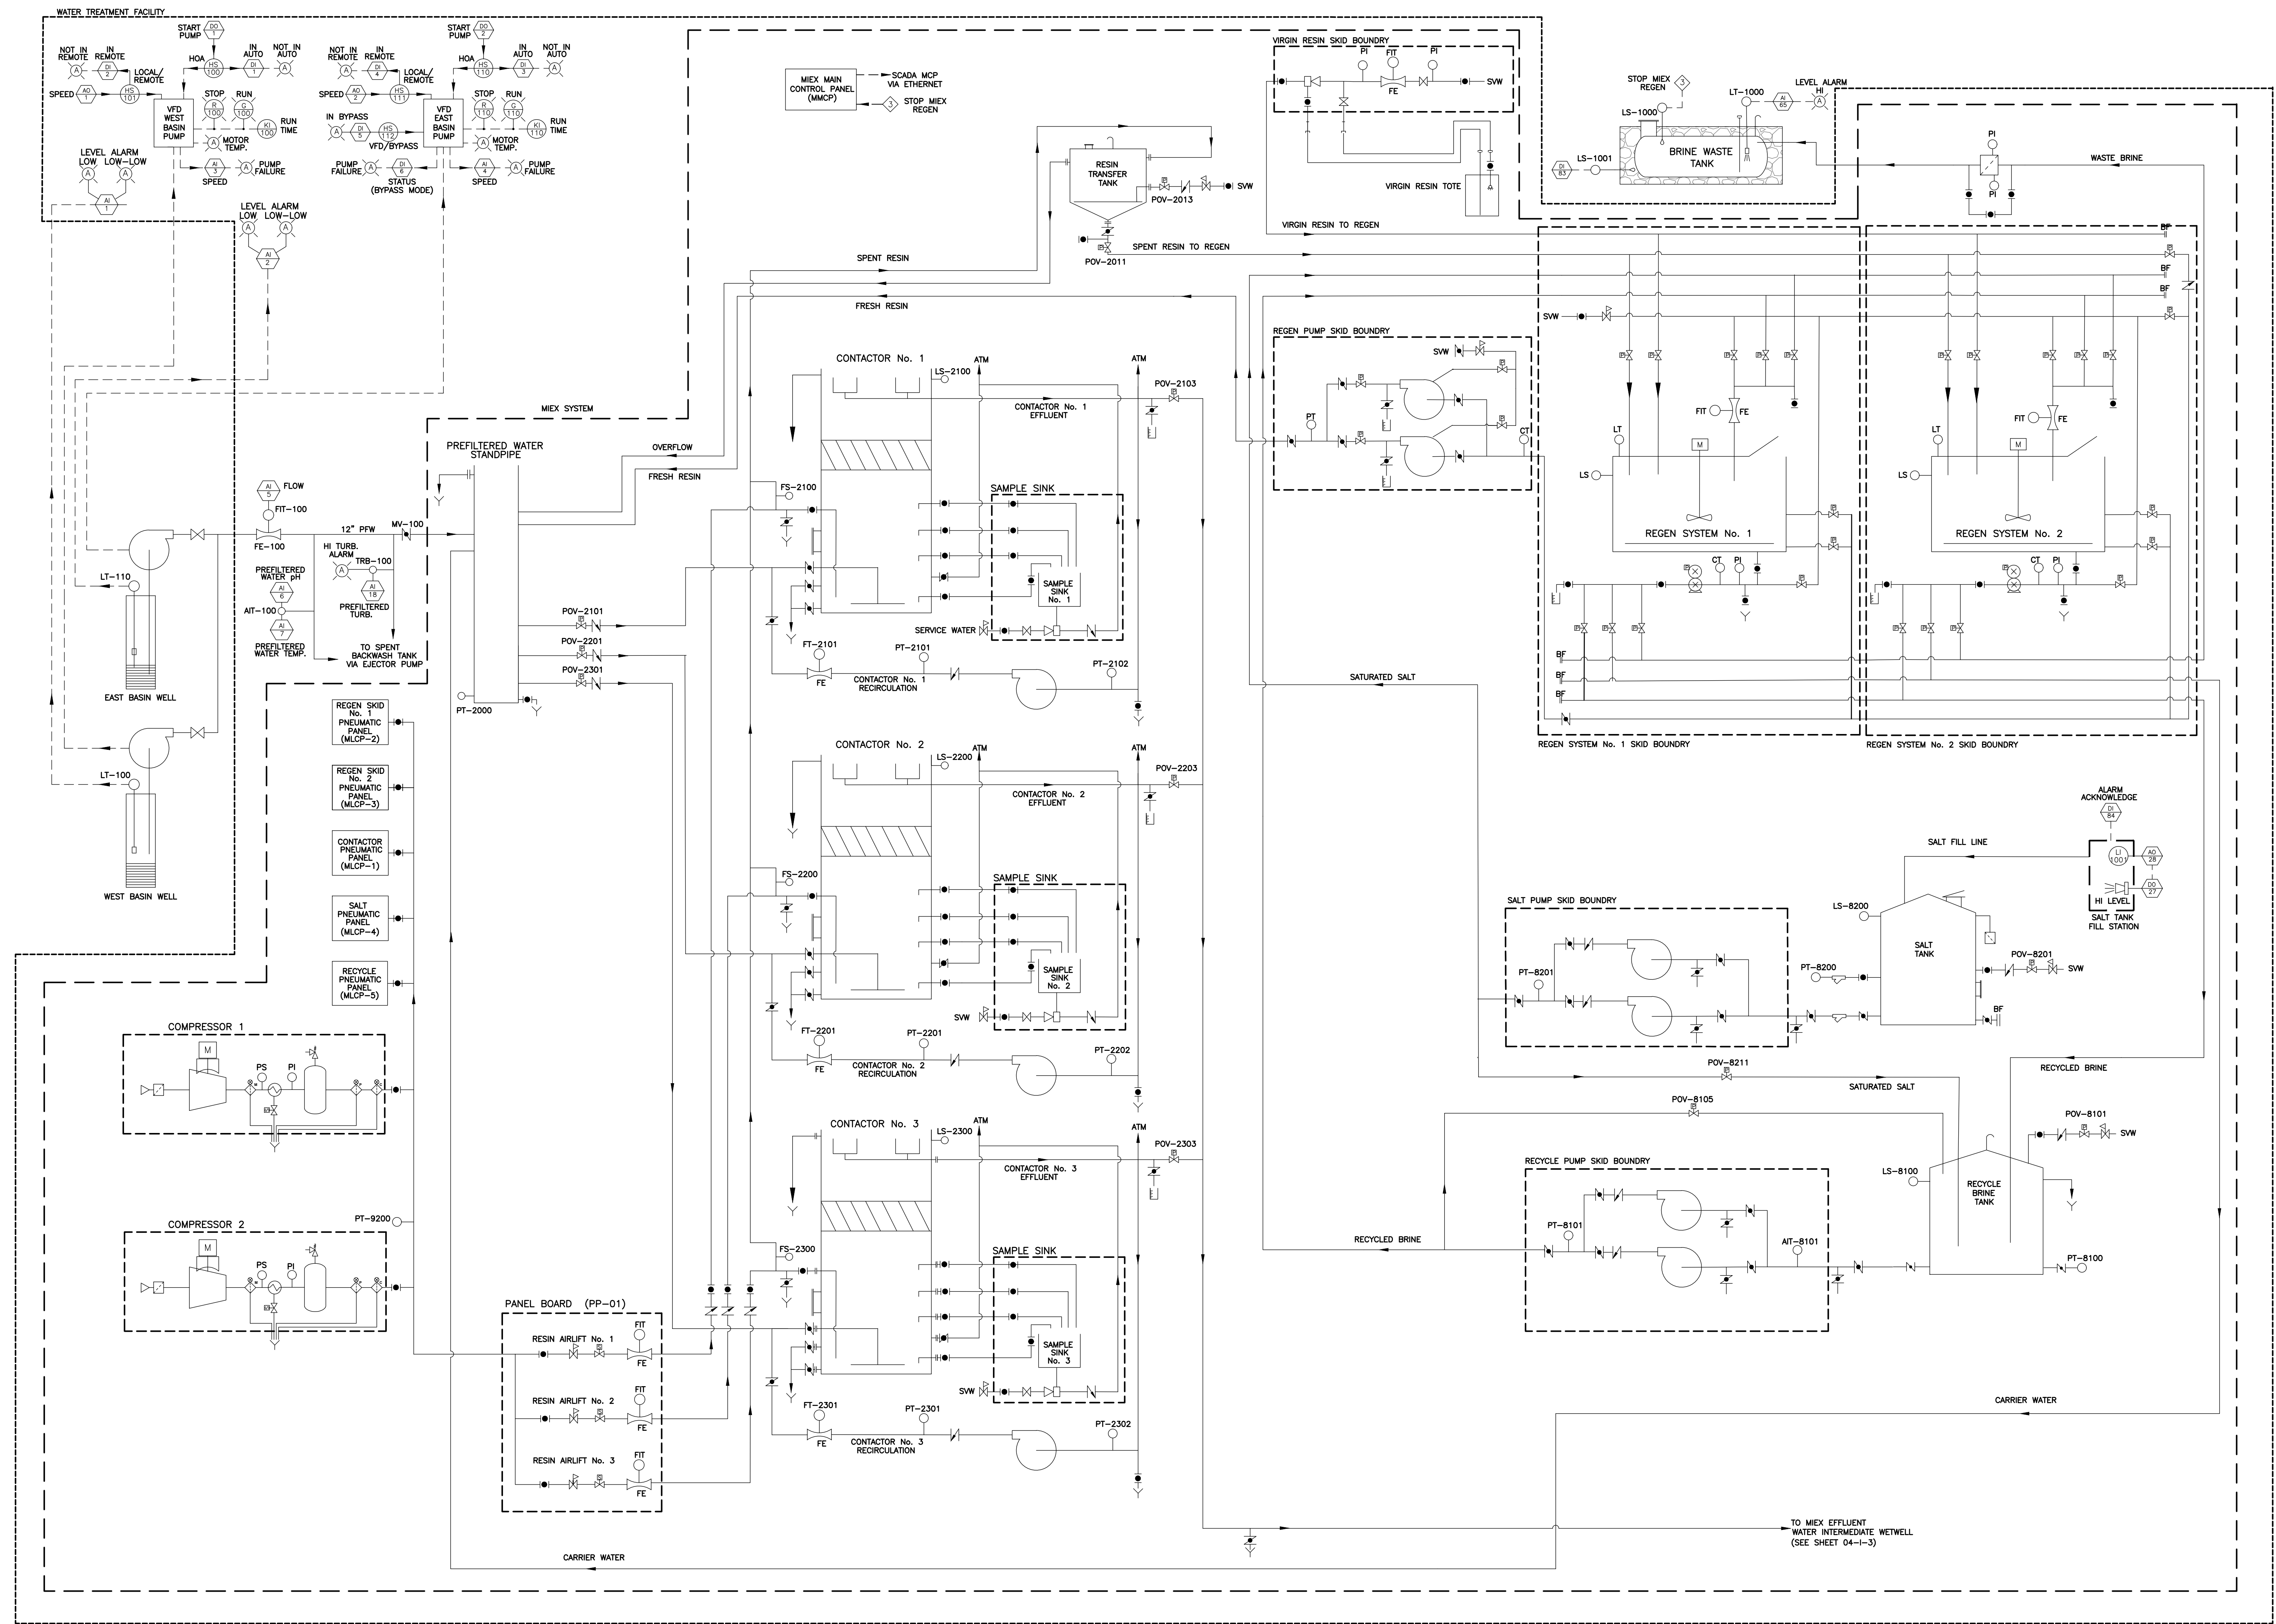 WATER TREATMENT FACILITY
START
PUMP
DO
1
NOT IN
REMOTE
IN
REMOTE
A
DI
2
LOCAL/
REMOTE
HOA
HS
100
IN
AUTO
DI
1
NOT IN
AUTO
A
SPEED
AO
1
HS
101
VFD
WEST
BASIN
PUMP
STOP
R
100
RUN
G
100
KI
100
RUN
TIME
A
MOTOR
TEMP.
AI
3
SPEED
A
PUMP
FAILURE
LEVEL ALARM
LOW LOW-LOW
A
A
AI
1
START
PUMP
DO
2
NOT IN
REMOTE
IN
REMOTE
A
DI
4
LOCAL/
REMOTE
HOA
HS
110
IN
AUTO
DI
3
NOT IN
AUTO
A
SPEED
AO
2
HS
111
IN BYPASS
A
DI
5
HS
112
VFD/BYPASS
VFD
EAST
BASIN
PUMP
STOP
R
110
RUN
G
110
KI
110
RUN
TIME
A
MOTOR
TEMP.
PUMP
FAILURE
A
DI
6
STATUS
(BYPASS MODE)
AI
4
SPEED
A
PUMP
FAILURE
LEVEL ALARM
LOW LOW-LOW
A
A
AI
2
MIEX MAIN
CONTROL PANEL
(MMCP)
SCADA MCP
VIA ETHERNET
3
STOP MIEX
REGEN
VIRGIN RESIN SKID BOUNDRY
PI
FIT
PI
FE
SVW
VIRGIN RESIN TOTE
RESIN
TRANSFER
TANK
P
SVW
POV-2013
P
POV-2011
STOP MIEX
REGEN
3
LS-1000
LT-1000
AI
65
LEVEL ALARM
HI
A
DI
83
LS-1001
BRINE WASTE
TANK
PI
PI
WASTE BRINE
VIRGIN RESIN TO REGEN
SPENT RESIN TO REGEN
SPENT RESIN
FRESH RESIN
BF
BF
BF
SVW
MIEX SYSTEM
PREFILTERED WATER
STANDPIPE
OVERFLOW
FRESH RESIN
AI
5
FLOW
FIT-100
FE-100
12" PFW
MV-100
HI TURB.
ALARM
A
TRB-100
AI
18
PREFILTERED
TURB.
PREFILTERED
WATER pH
AI
6
AIT-100
AI
7
PREFILTERED
WATER TEMP.
TO SPENT
BACKWASH TANK
VIA EJECTOR PUMP
LT-110
EAST BASIN WELL
LT-100
WEST BASIN WELL
PT-2000
POV-2101
POV-2201
POV-2301
CONTACTOR No. 1
LS-2100
ATM
ATM
POV-2103
CONTACTOR No. 1
EFFLUENT
FS-2100
SAMPLE SINK
SAMPLE
SINK
No. 1
SERVICE WATER
FT-2101
FE
PT-2101
CONTACTOR No. 1
RECIRCULATION
PT-2102
CONTACTOR No. 2
LS-2200
ATM
ATM
POV-2203
CONTACTOR No. 2
EFFLUENT
FS-2200
SAMPLE SINK
SAMPLE
SINK
No. 2
SVW
FT-2201
FE
PT-2201
CONTACTOR No. 2
RECIRCULATION
PT-2202
CONTACTOR No. 3
LS-2300
ATM
ATM
POV-2303
CONTACTOR No. 3
EFFLUENT
FS-2300
SAMPLE SINK
SAMPLE
SINK
No. 3
SVW
FT-2301
FE
PT-2301
CONTACTOR No. 3
RECIRCULATION
PT-2302
REGEN PUMP SKID BOUNDRY
SVW
PT
CT
FIT
FE
LT
M
LS
REGEN SYSTEM No. 1
CT
PI
FIT
FE
LT
M
LS
REGEN SYSTEM No. 2
CT
PI
BF
BF
BF
REGEN SYSTEM No. 1 SKID BOUNDRY
REGEN SYSTEM No. 2 SKID BOUNDRY
SATURATED SALT
REGEN SKID
No. 1
PNEUMATIC
PANEL
(MLCP-2)
REGEN SKID
No. 2
PNEUMATIC
PANEL
(MLCP-3)
CONTACTOR
PNEUMATIC
PANEL
(MLCP-1)
SALT
PNEUMATIC
PANEL
(MLCP-4)
RECYCLE
PNEUMATIC
PANEL
(MLCP-5)
COMPRESSOR 1
M
PS
PI
COMPRESSOR 2
PT-9200
M
PS
PI
PANEL BOARD (PP-01)
RESIN AIRLIFT No. 1
FIT
FE
RESIN AIRLIFT No. 2
FIT
FE
RESIN AIRLIFT No. 3
FIT
FE
ALARM
ACKNOWLEDGE
DI
84
LI
1001
AO
28
DO
27
HI LEVEL
SALT TANK
FILL STATION
SALT FILL LINE
SALT PUMP SKID BOUNDRY
PT-8201
LS-8200
SALT
TANK
PT-8200
POV-8201
SVW
BF
POV-8211
SATURATED SALT
RECYCLED BRINE
POV-8105
POV-8101
SVW
RECYCLE PUMP SKID BOUNDRY
PT-8101
AIT-8101
LS-8100
RECYCLE
BRINE
TANK
PT-8100
RECYCLED BRINE
CARRIER WATER
TO MIEX EFFLUENT
WATER INTERMEDIATE WETWELL
(SEE SHEET 04-I-3)
CARRIER WATER